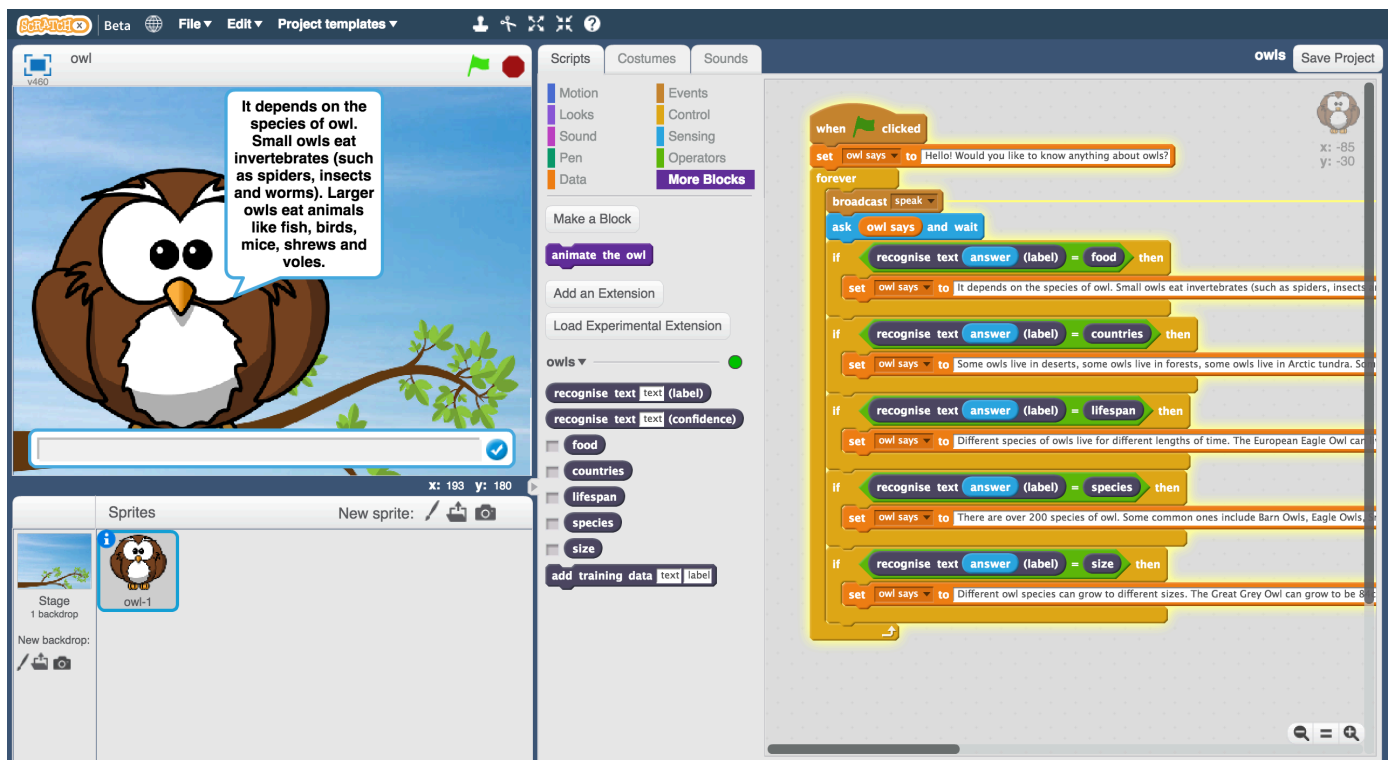 SCRATCHX Beta File Edit Project templates
owl
v460
It depends on the
species of owl.
Small owls eat
invertebrates (such
as spiders, insects
and worms). Larger
owls eat animals
like fish, birds,
mice, shrews and
voles.
x: 193 y: 180
Sprites New sprite:
Stage
1 backdrop
New backdrop:
owl-1
Scripts Costumes Sounds
owls Save Project
Motion Events
Looks Control
Sound Sensing
Pen Operators
Data More Blocks
Make a Block
animate the owl
Add an Extension
Load Experimental Extension
owls
recognise text text (label)
recognise text text (confidence)
food
countries
lifespan
species
size
add training data text label
x: -85
y: -30
when clicked
set owl says to Hello! Would you like to know anything about owls?
forever
broadcast speak
ask owl says and wait
if recognise text answer (label) = food then
set owl says to It depends on the species of owl. Small owls eat invertebrates (such as spiders, insects
if recognise text answer (label) = countries then
set owl says to Some owls live in deserts, some owls live in forests, some owls live in Arctic tundra.
if recognise text answer (label) = lifespan then
set owl says to Different species of owls live for different lengths of time. The European Eagle Owl can
if recognise text answer (label) = species then
set owl says to There are over 200 species of owl. Some common ones include Barn Owls, Eagle Owls,
if recognise text answer (label) = size then
set owl says to Different owl species can grow to different sizes. The Great Grey Owl can grow to be